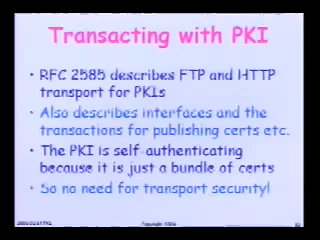 Transacting with PKI
• RFC 2585 describes FTP and HTTP
transport for PKIs
• Also describes interfaces and the
transactions for publishing certs etc.
• The PKI is self-authenticating
because it is just a bundle of certs
• So no need for transport security!
Copyright 1996